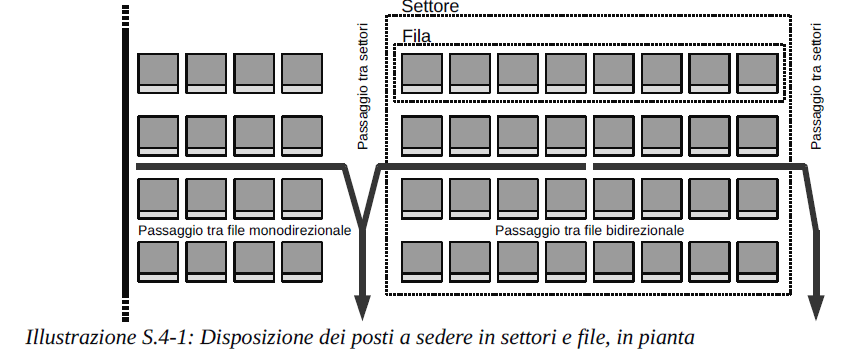 Settore
Fila
Passaggio tra settori
Passaggio tra settori
Passaggio tra file monodirezionale
Passaggio tra file bidirezionale
Illustrazione S.4-1: Disposizione dei posti a sedere in settori e file, in pianta